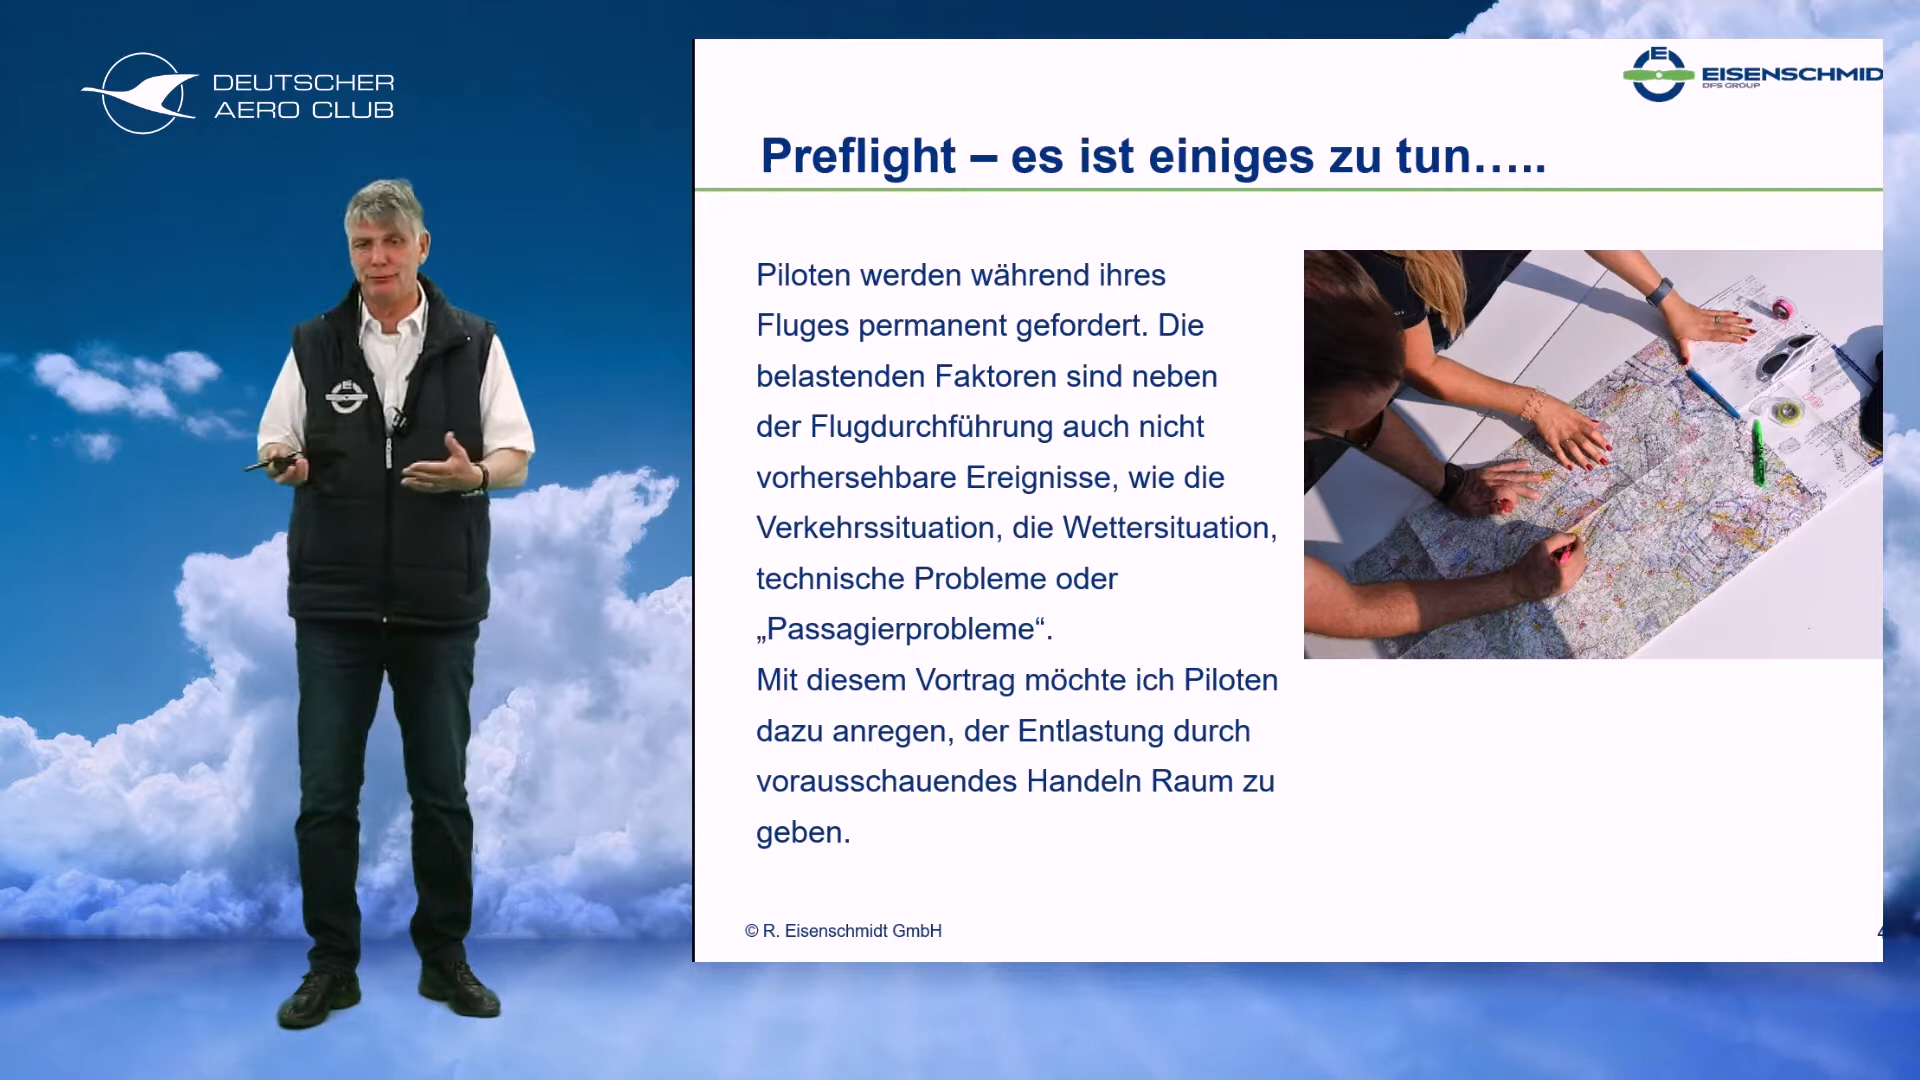 DEUTSCHER
AERO CLUB
EISENSCHMID
DFS GROUP
Preflight – es ist einiges zu tun…..
Piloten werden während ihres
Fluges permanent gefordert. Die
belastenden Faktoren sind neben
der Flugdurchführung auch nicht
vorhersehbare Ereignisse, wie die
Verkehrssituation, die Wettersituation,
technische Probleme oder
„Passagierprobleme“.
Mit diesem Vortrag möchte ich Piloten
dazu anregen, der Entlastung durch
vorausschauendes Handeln Raum zu
geben.
© R. Eisenschmidt GmbH